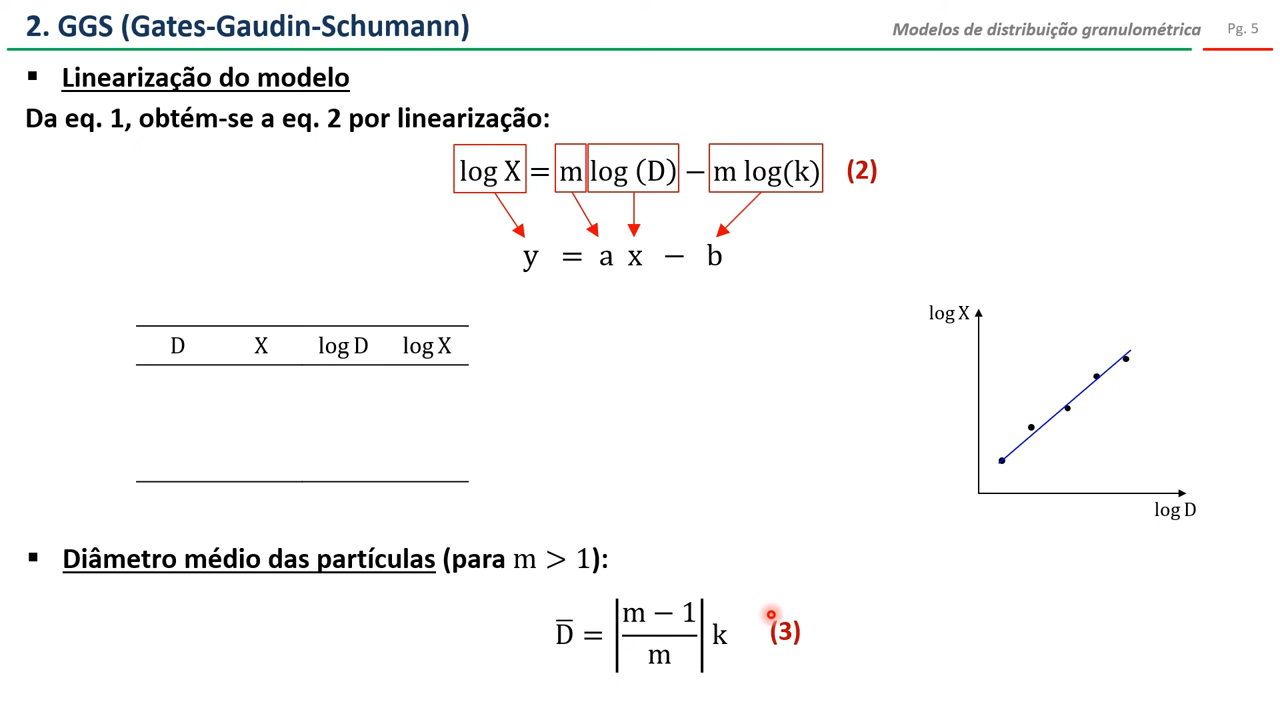 2. GGS (Gates-Gaudin-Schumann)
Modelos de distribuição granulométrica
Pg. 5
▪ Linearização do modelo
Da eq. 1, obtém-se a eq. 2 por linearização:
log X = m log (D) − m log(k) (2)
y = a x − b
D X log D log X
log X
log D
▪ Diâmetro médio das partículas (para m > 1):
D̅ = |(m − 1)/m| k (3)